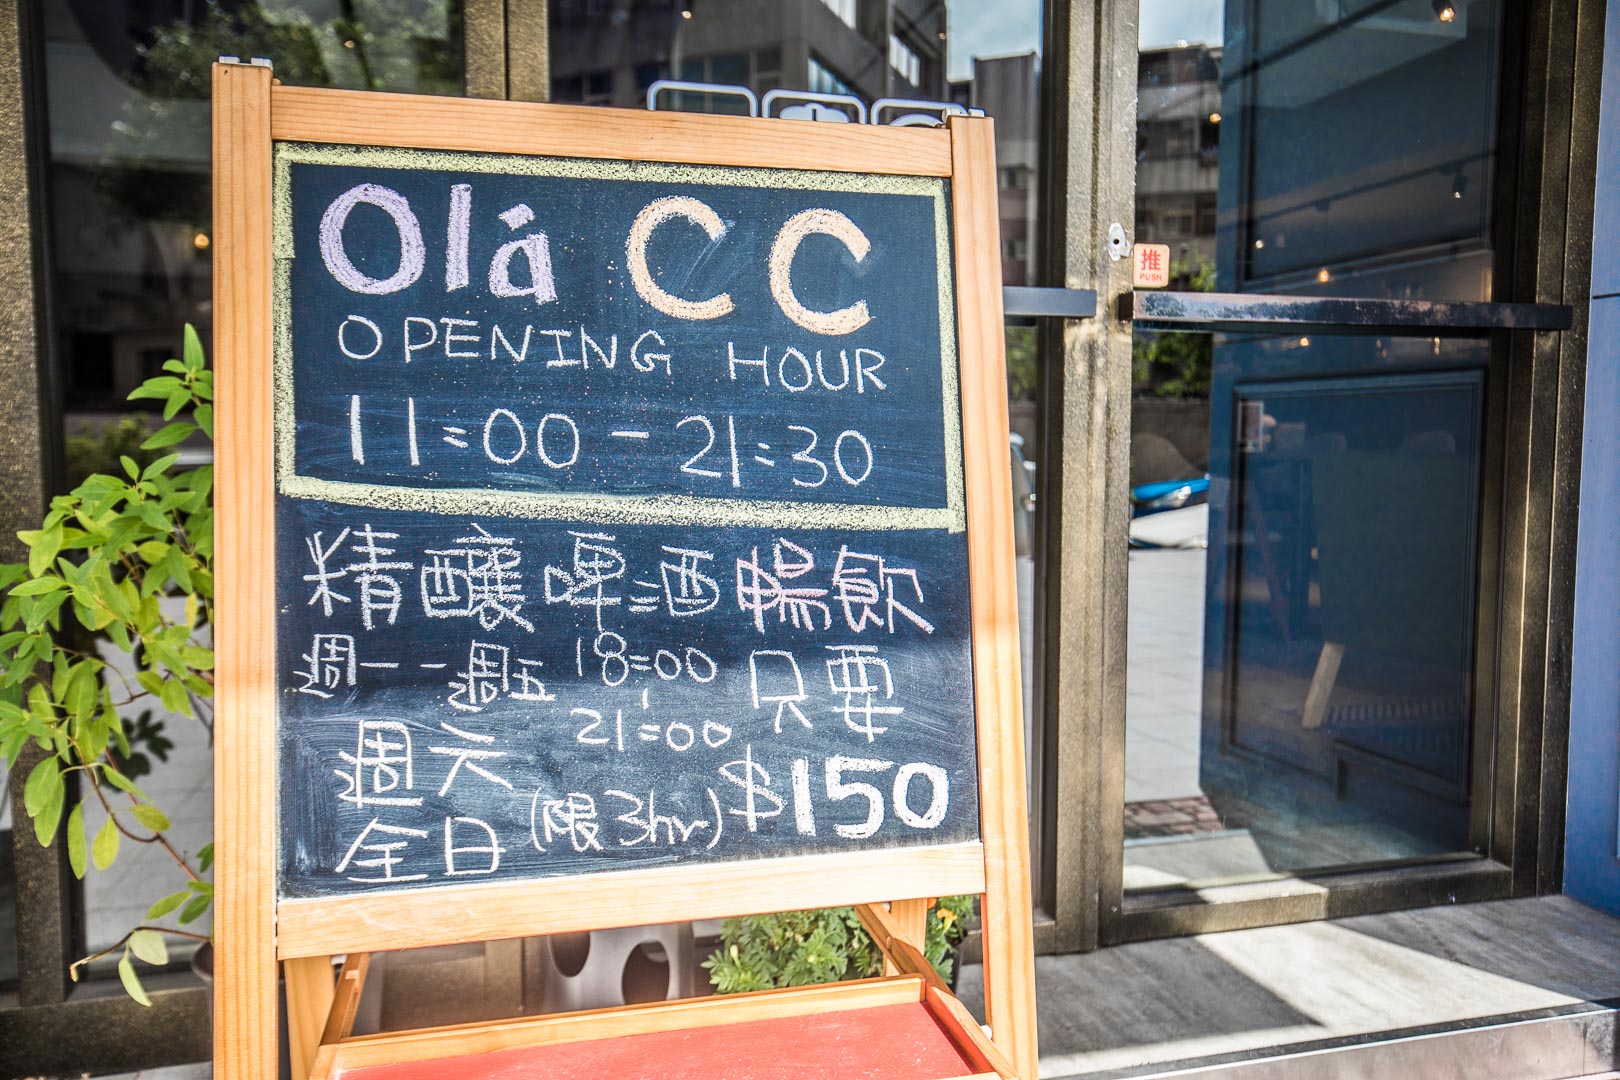 Olá CC
OPENING HOUR
11:00 - 21:30
精釀啤酒暢飲
週一-週五 18:00
21:00
只要
週六
全日 (限3hr) $150
推
PUSH